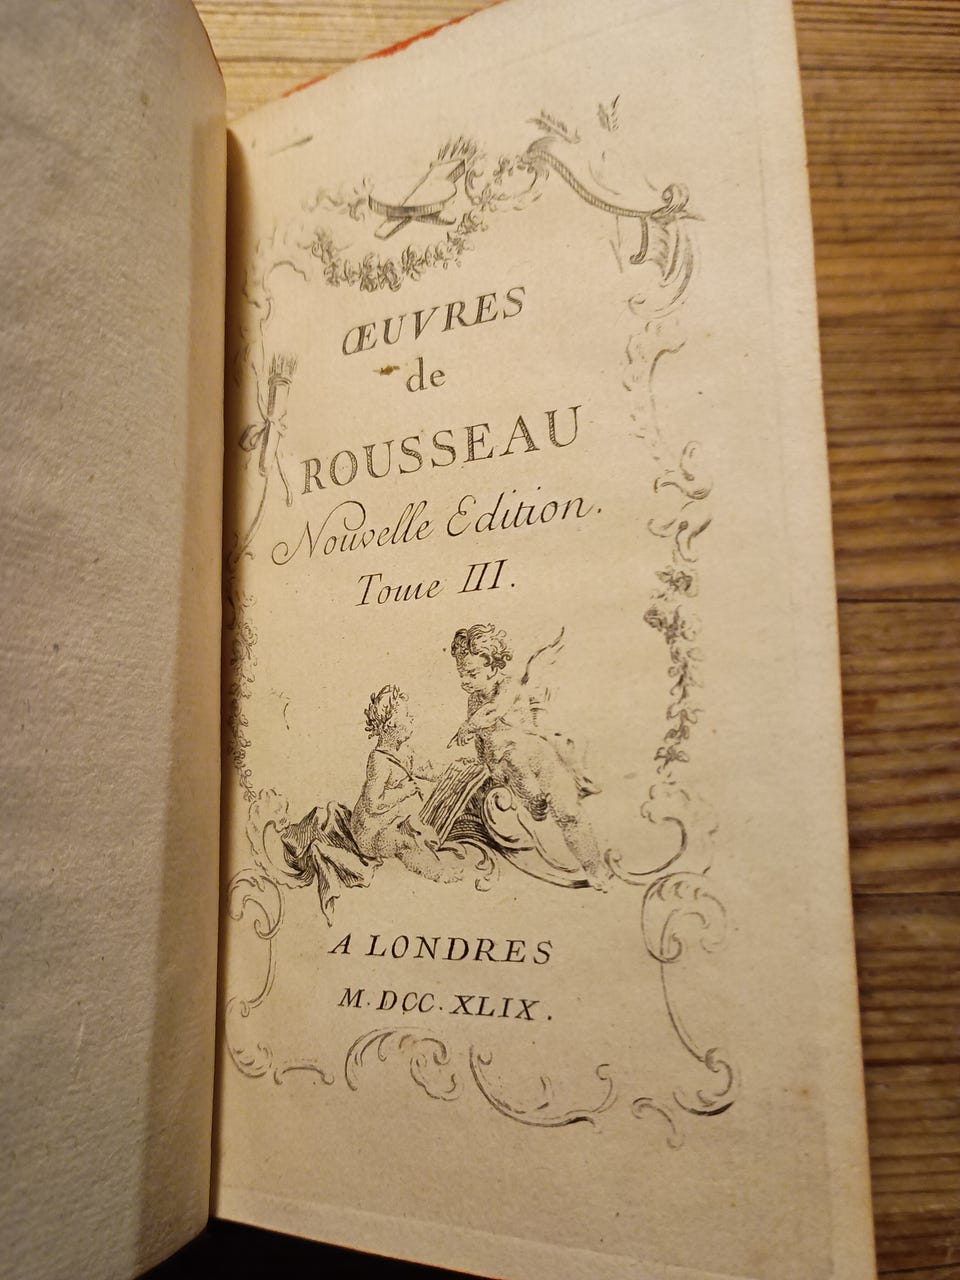 ŒUVRES
de
ROUSSEAU
Nouvelle Edition.
Tome III.
A LONDRES
M.DCC.XLIX.